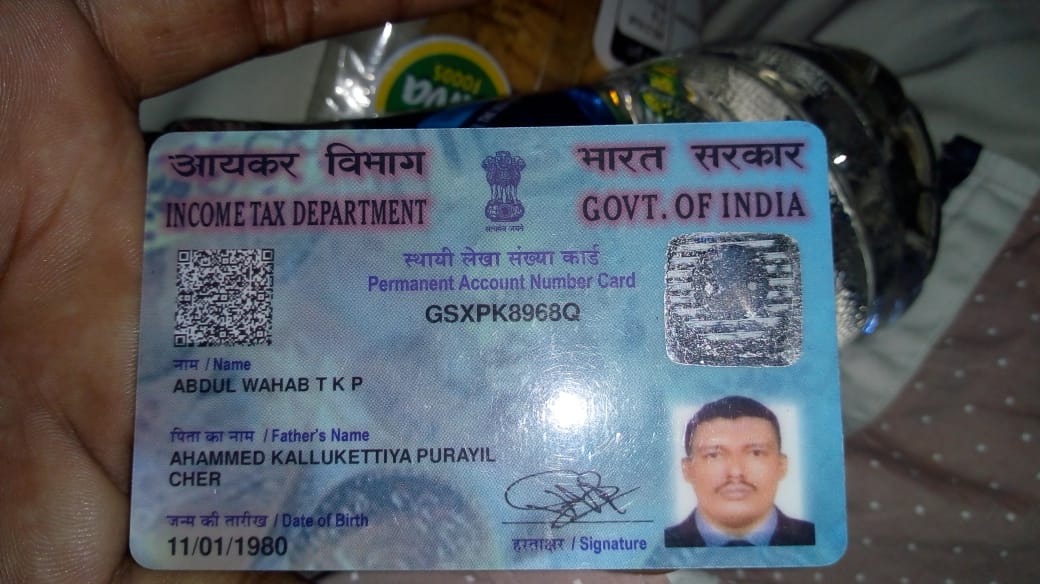 आयकर विभाग
INCOME TAX DEPARTMENT
सत्यमेव जयते
भारत सरकार
GOVT. OF INDIA
स्थायी लेखा संख्या कार्ड
Permanent Account Number Card
GSXPK8968Q
नाम / Name
ABDUL WAHAB T K P
पिता का नाम / Father's Name
AHAMMED KALLUKETTIYA PURAYIL
CHER
जन्म की तारीख / Date of Birth
11/01/1980
हस्ताक्षर / Signature
100%